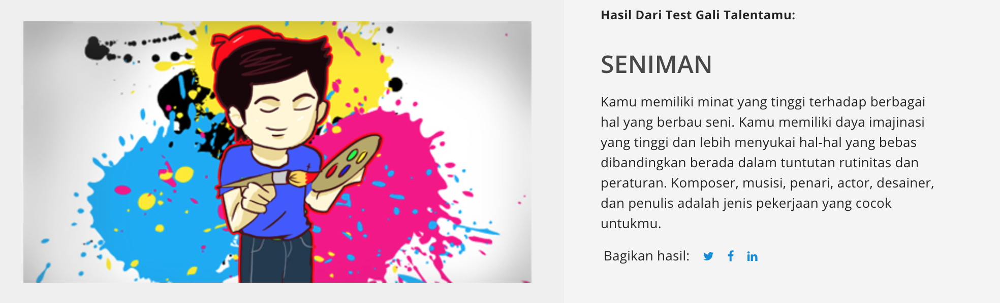 Hasil Dari Test Gali Talentamu:
SENIMAN
Kamu memiliki minat yang tinggi terhadap berbagai
hal yang berbau seni. Kamu memiliki daya imajinasi
yang tinggi dan lebih menyukai hal-hal yang bebas
dibandingkan berada dalam tuntutan rutinitas dan
peraturan. Komposer, musisi, penari, actor, desainer,
dan penulis adalah jenis pekerjaan yang cocok
untukmu.
Bagikan hasil: